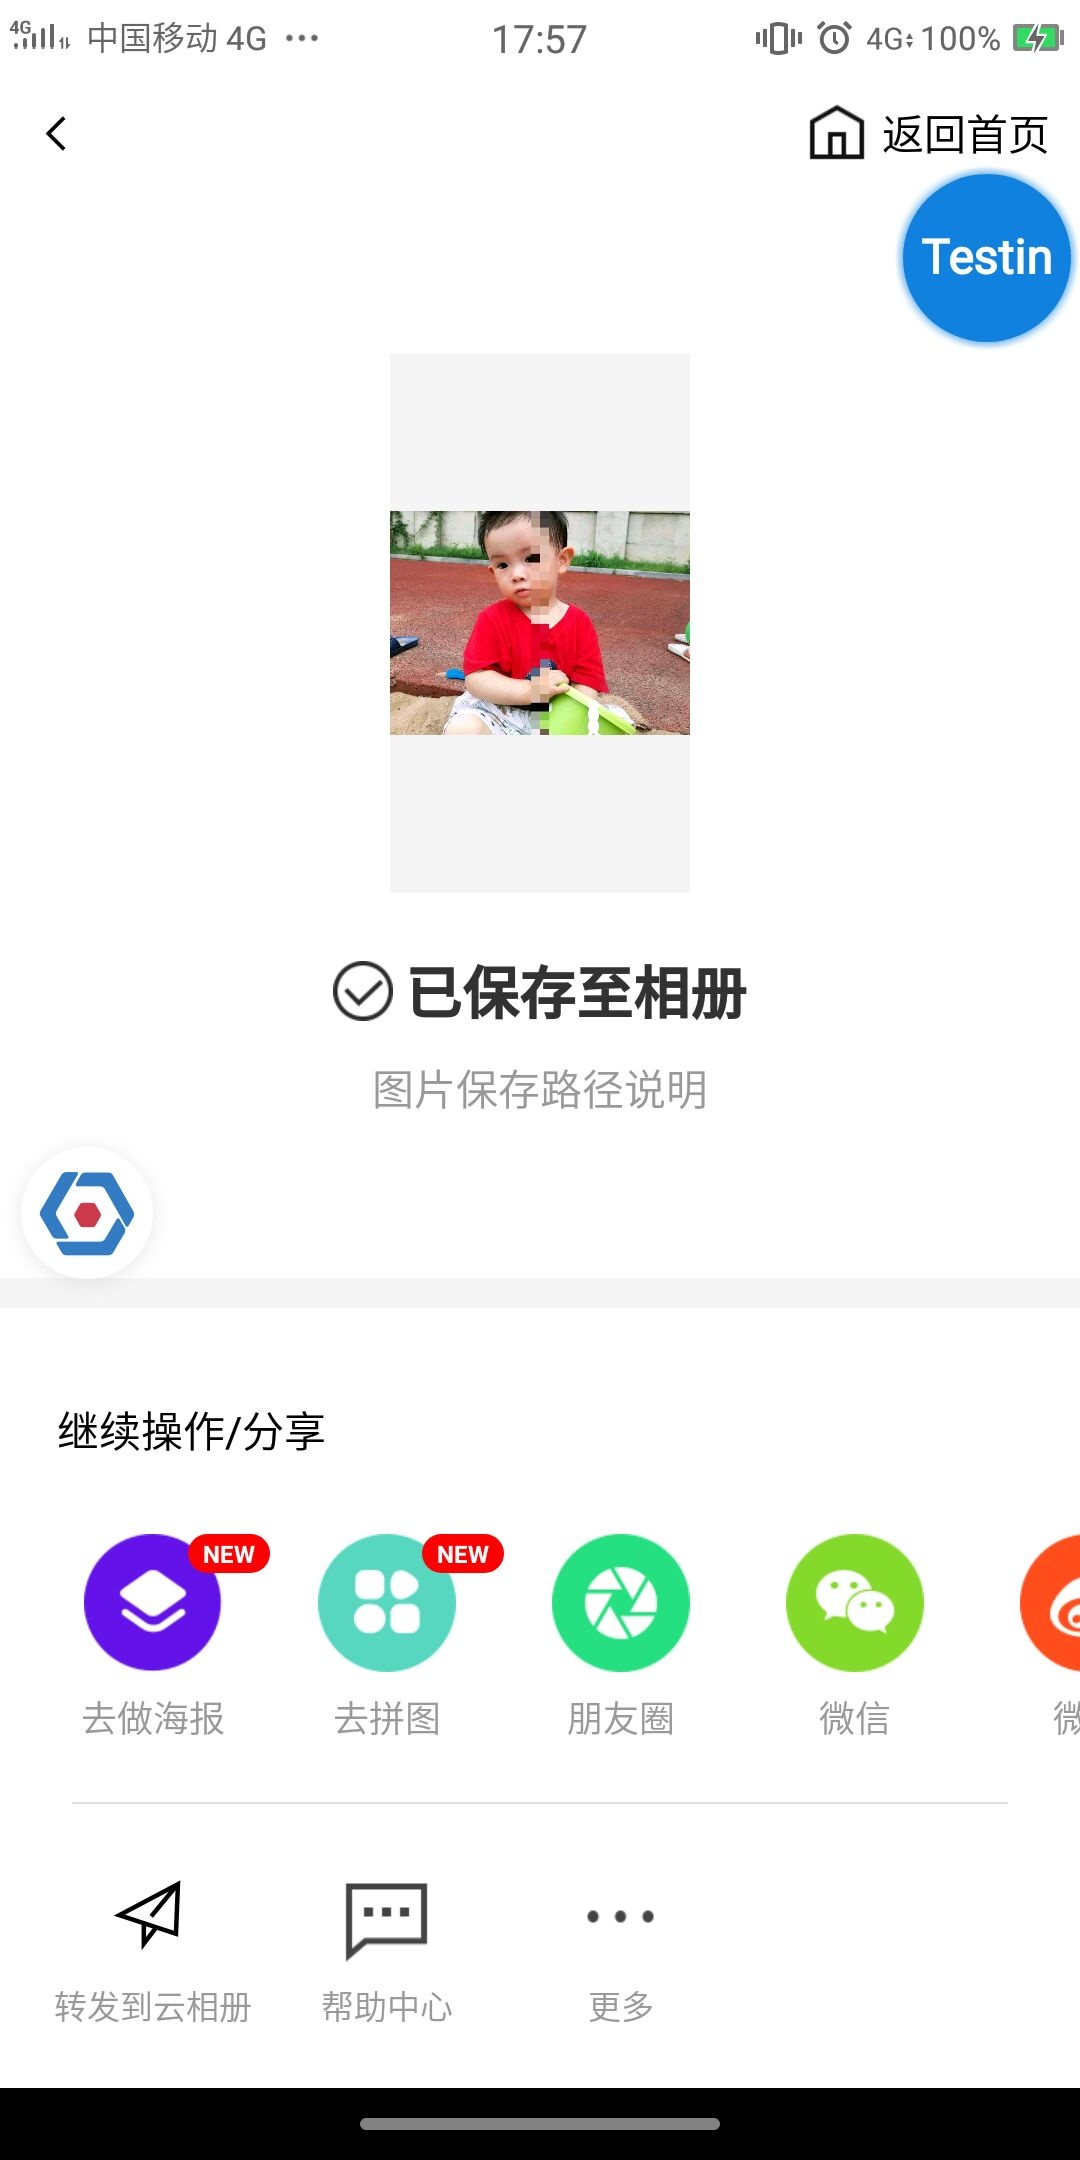 4G 中国移动 4G ··· 17:57 4G 100%
返回首页
Testin
已保存至相册
图片保存路径说明
继续操作/分享
NEW NEW
去做海报 去拼图 朋友圈 微信 微
转发到云相册 帮助中心 更多